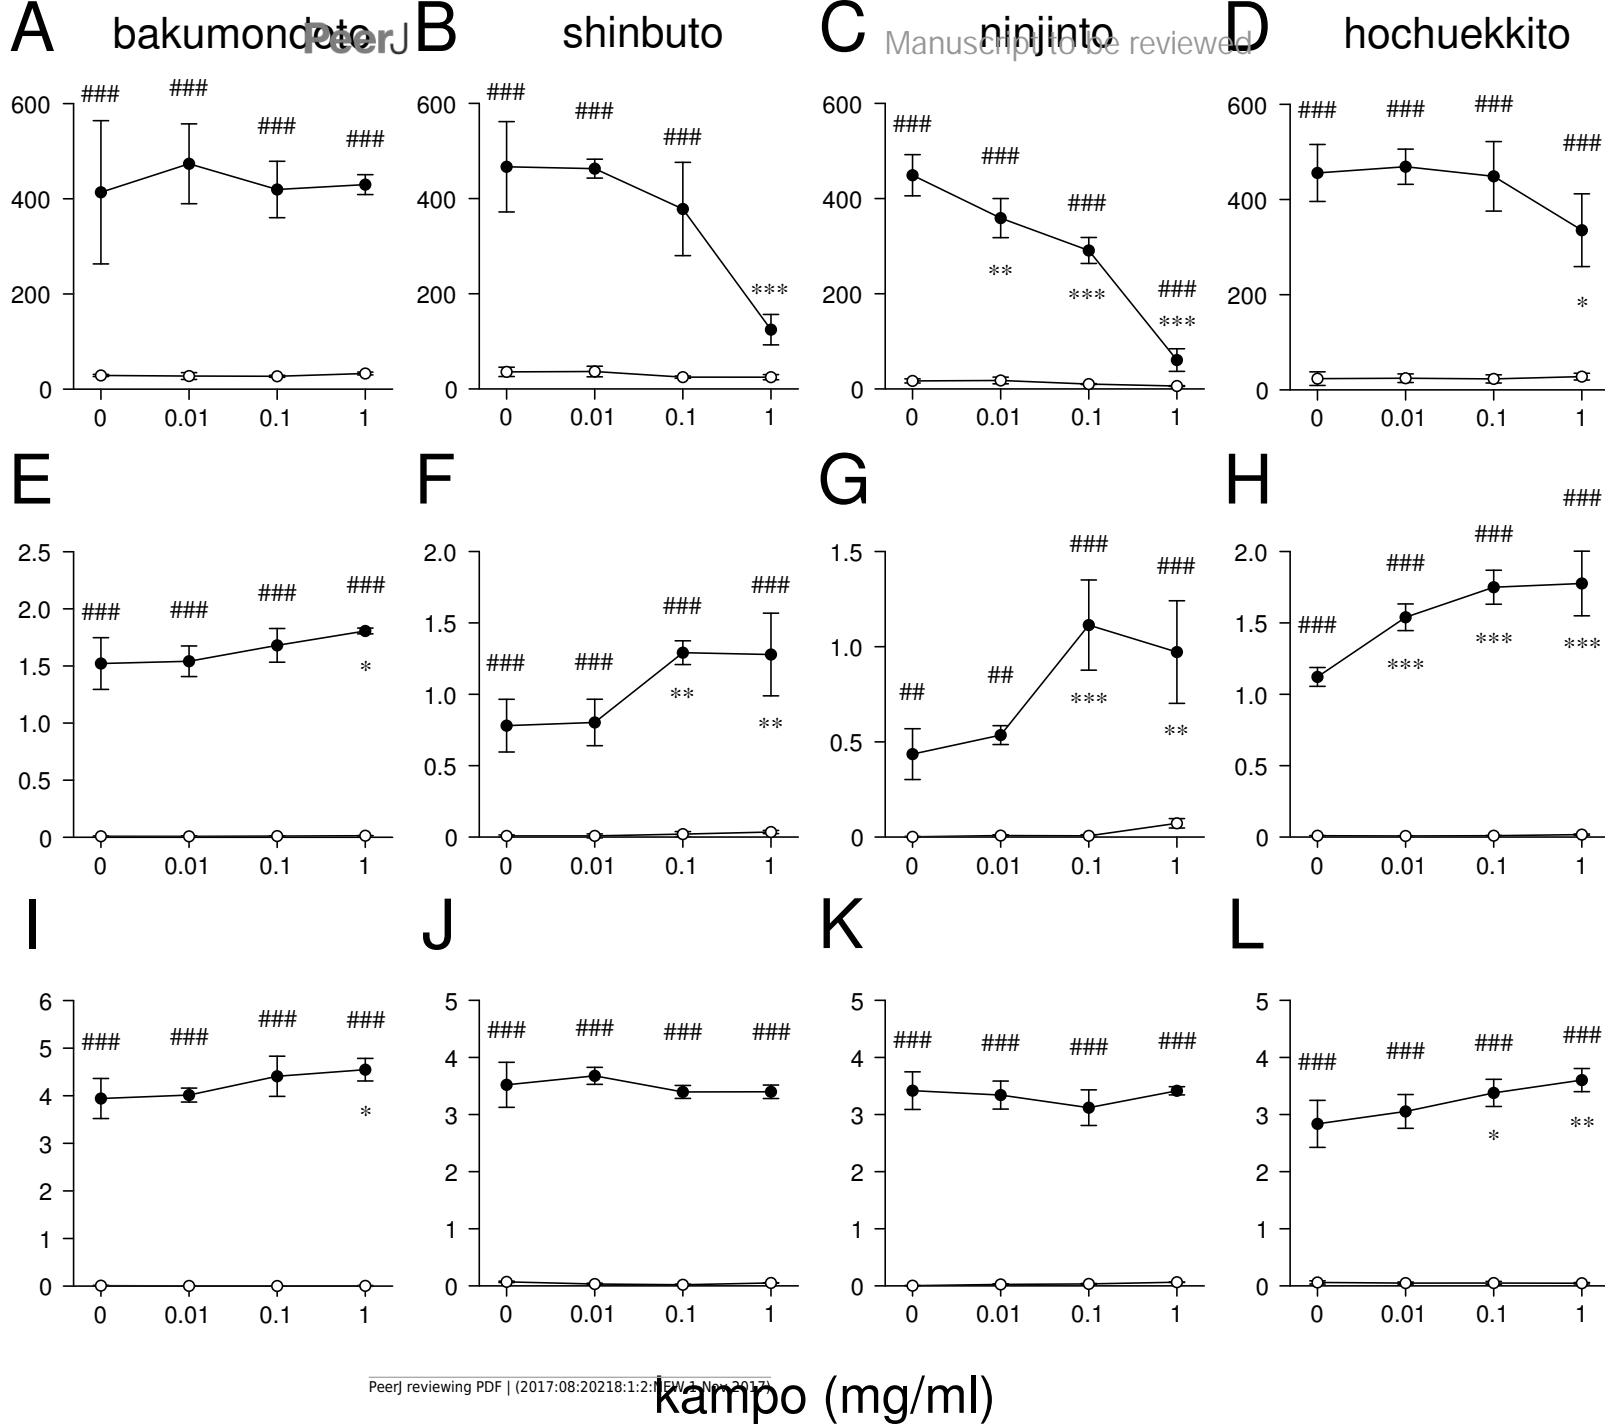 A bakumondoto PeerJ B shinbuto C ninjinto Manuscript to be reviewed D hochuekkito
### ### ### ###
600
400
200
0
0 0.01 0.1 1
### ### ###
***
600
400
200
0
0 0.01 0.1 1
### ### ### ###
** *** ***
600
400
200
0
0 0.01 0.1 1
### ### ### ###
*
600
400
200
0
0 0.01 0.1 1
E F G H
### ### ### ###
*
2.5
2.0
1.5
1.0
0.5
0
0 0.01 0.1 1
### ### ### ###
** **
2.0
1.5
1.0
0.5
0
0 0.01 0.1 1
## ## ### ###
*** **
1.5
1.0
0.5
0
0 0.01 0.1 1
### ### ### ###
*** *** ***
2.0
1.5
1.0
0.5
0
0 0.01 0.1 1
I J K L
### ### ### ###
*
6
5
4
3
2
1
0
0 0.01 0.1 1
### ### ### ###
5
4
3
2
1
0
0 0.01 0.1 1
### ### ### ###
5
4
3
2
1
0
0 0.01 0.1 1
### ### ### ###
* **
5
4
3
2
1
0
0 0.01 0.1 1
PeerJ reviewing PDF | (2017:08:20218:1:2:NEW 1 Nov 2017)
kampo (mg/ml)